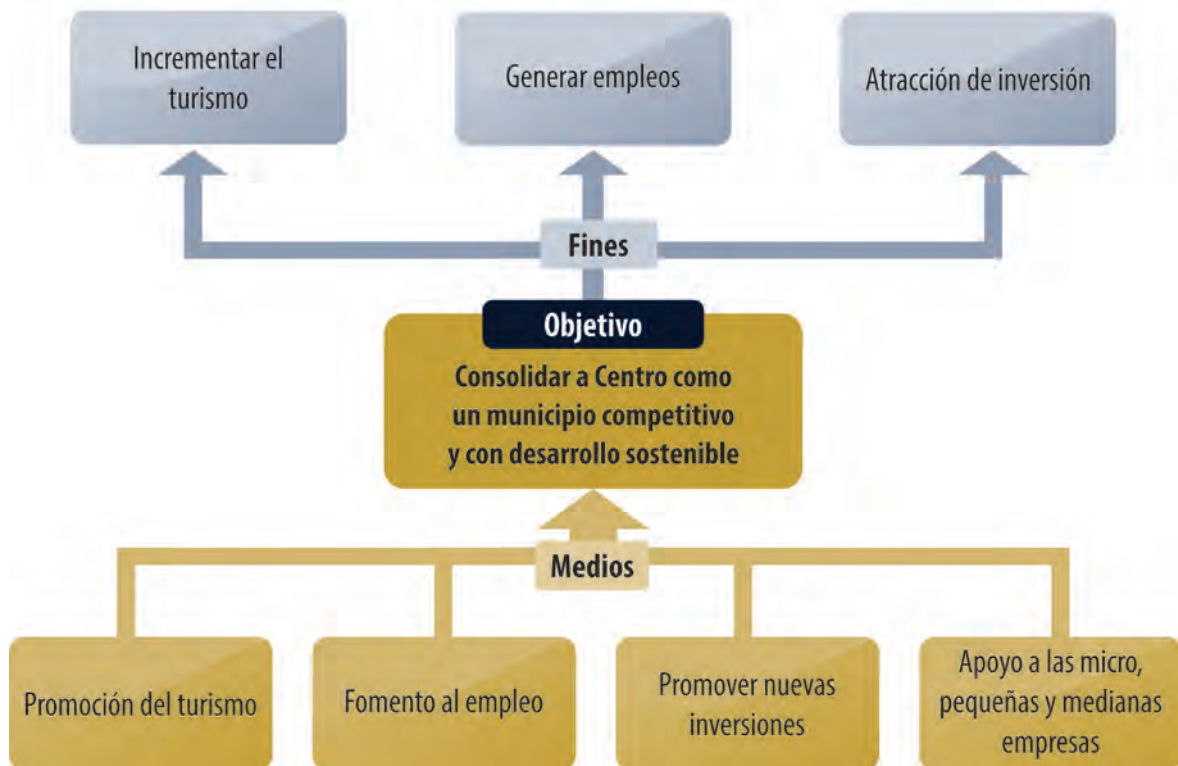 Incrementar el
turismo
Generar empleos
Atracción de inversión
Fines
Objetivo
Consolidar a Centro como
un municipio competitivo
y con desarrollo sostenible
Medios
Promoción del turismo
Fomento al empleo
Promover nuevas
inversiones
Apoyo a las micro,
pequeñas y medianas
empresas